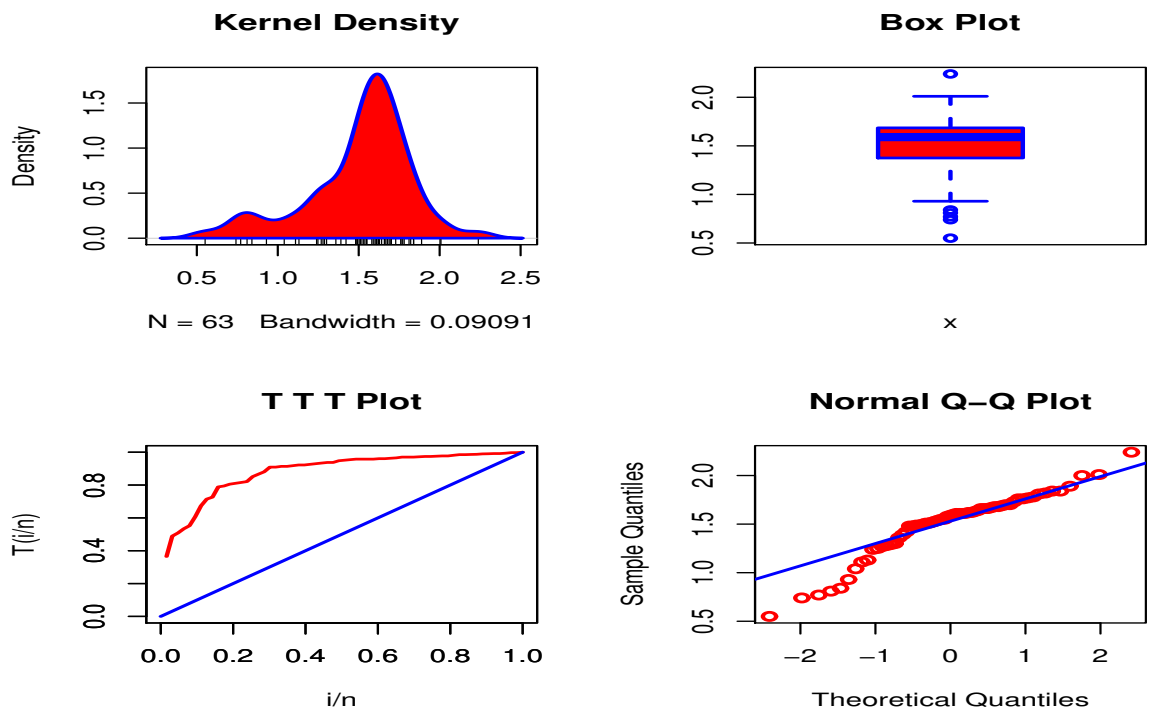 Kernel Density
Density
0.0 0.5 1.0 1.5
0.5 1.0 1.5 2.0 2.5
N = 63 Bandwidth = 0.09091
Box Plot
0.5 1.0 1.5 2.0
x
T T T Plot
T(i/n)
0.0 0.4 0.8
0.0 0.2 0.4 0.6 0.8 1.0
i/n
Normal Q−Q Plot
Sample Quantiles
0.5 1.0 1.5 2.0
−2 −1 0 1 2
Theoretical Quantiles